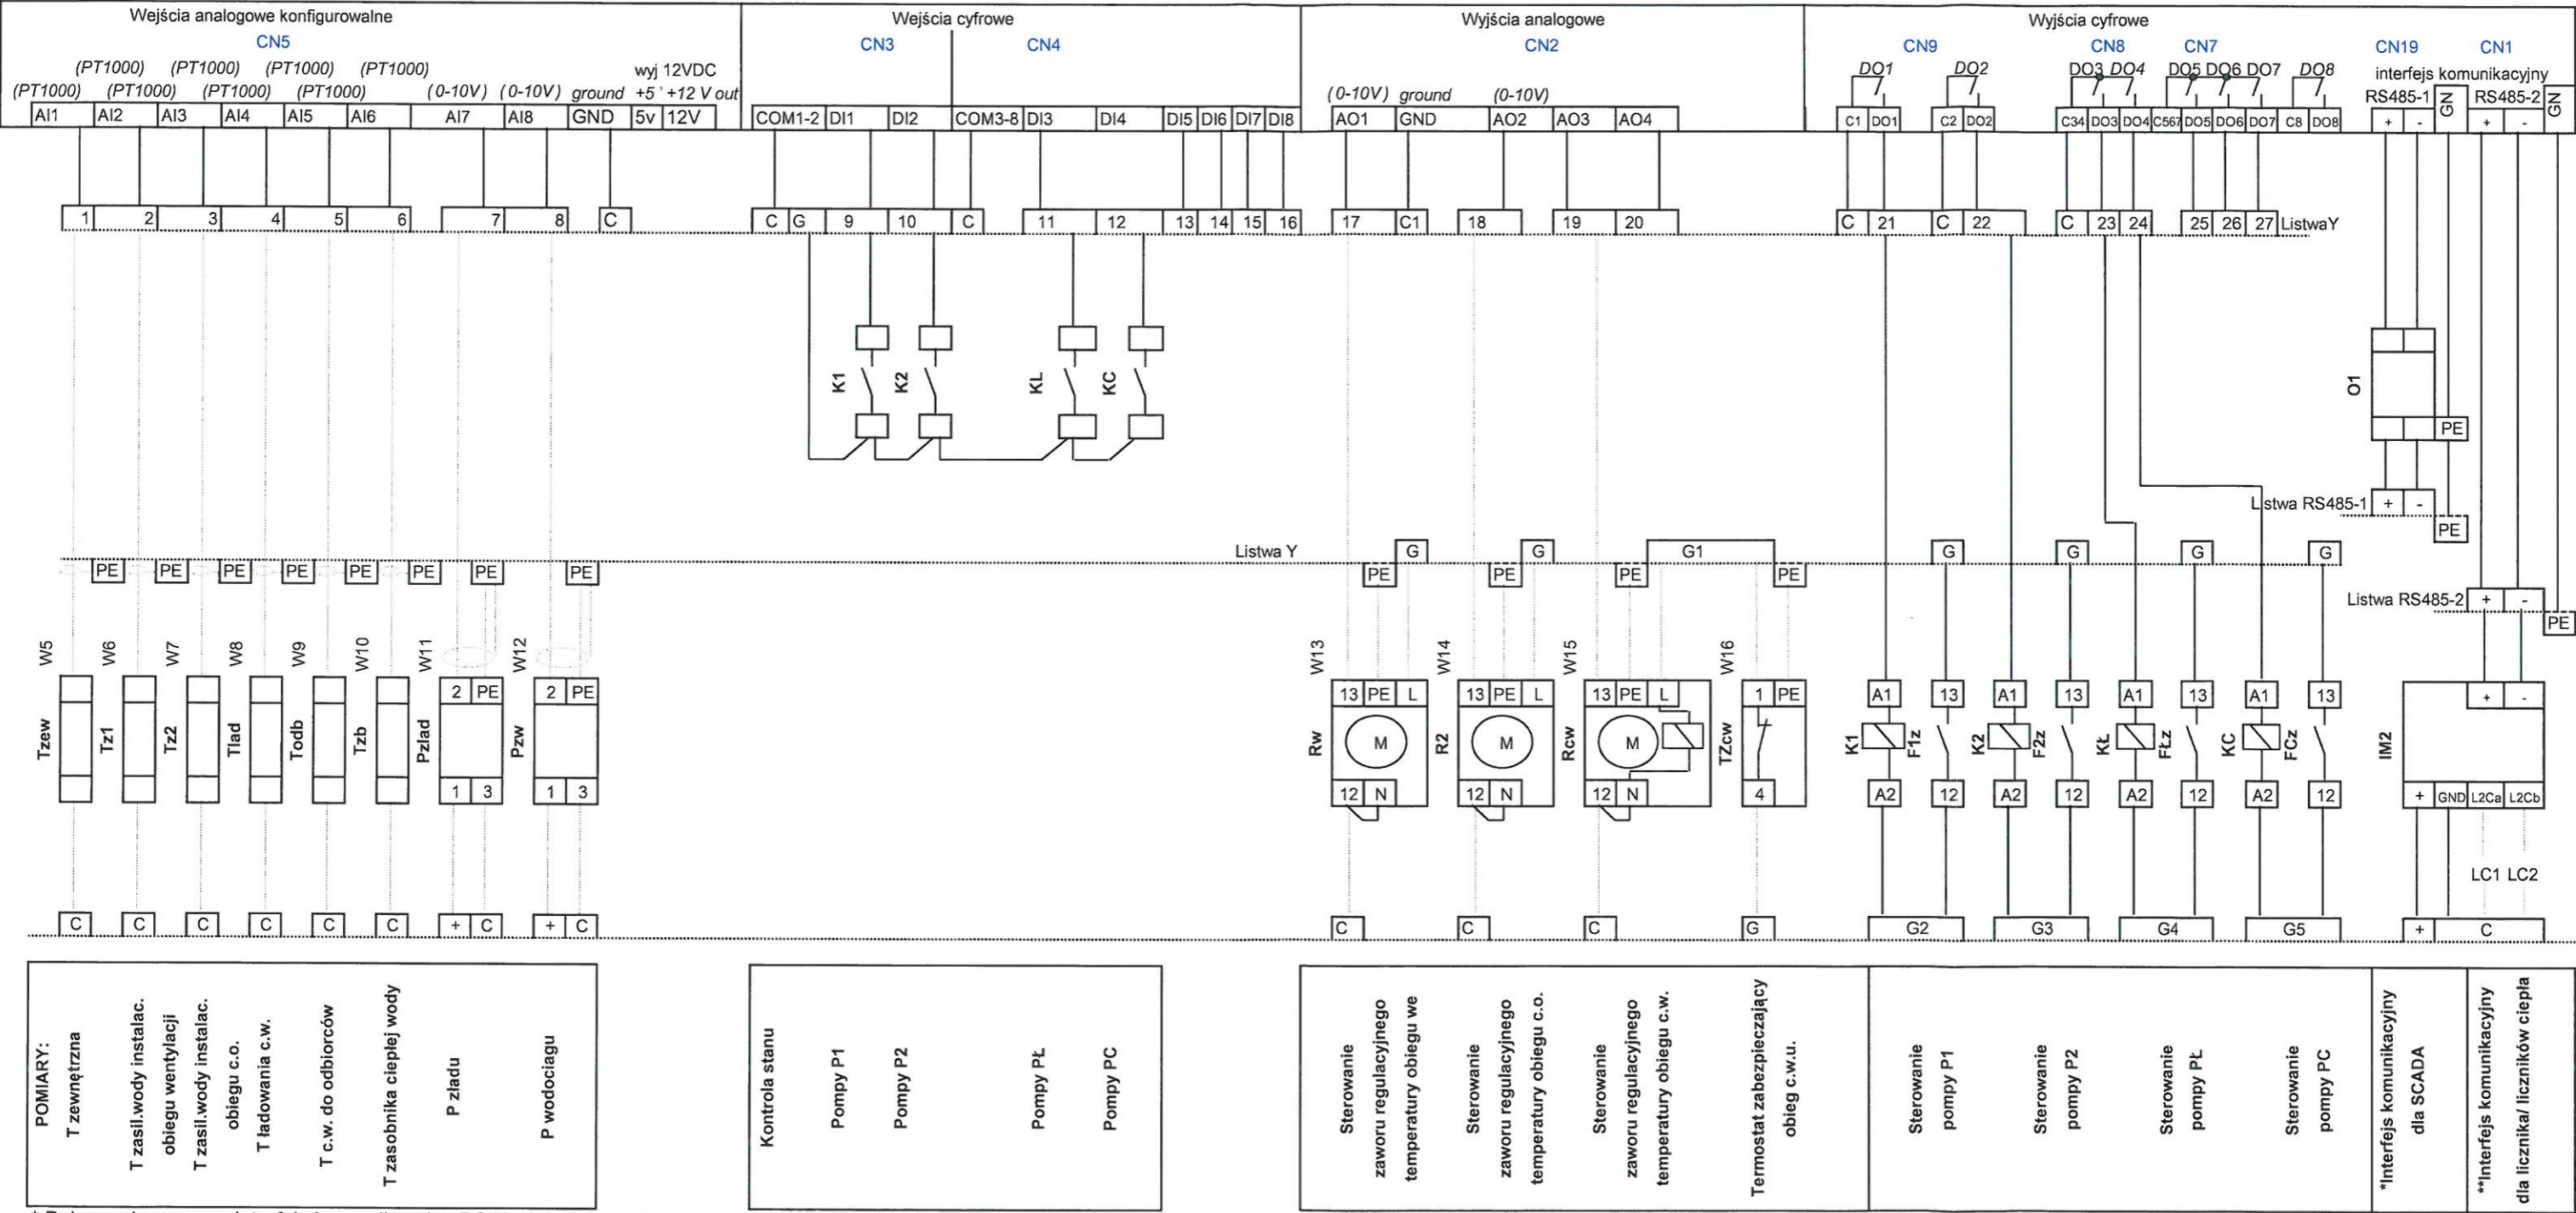 Wejścia analogowe konfigurowalne
CN5
(PT1000) (PT1000) (PT1000) (PT1000) wyj 12VDC
(PT1000) (PT1000) (PT1000) (PT1000) (0-10V) (0-10V) ground +5 ' +12 V out
AI1 AI2 AI3 AI4 AI5 AI6 AI7 AI8 GND 5v 12V
1 2 3 4 5 6 7 8 C
Wejścia cyfrowe
CN3 CN4
COM1-2 DI1 DI2 COM3-8 DI3 DI4 DI5 DI6 DI7 DI8
C G 9 10 C 11 12 13 14 15 16
K1 K2 KL KC
Wyjścia analogowe
CN2
(0-10V) ground (0-10V)
AO1 GND AO2 AO3 AO4
17 C1 18 19 20
Wyjścia cyfrowe
CN9 CN8 CN7 CN19 CN1
DO1 DO2 DO3 DO4 DO5 DO6 DO7 DO8 interfejs komunikacyjny
RS485-1 GN RS485-2 GN
C1 DO1 C2 DO2 C34 DO3 DO4 C567 DO5 DO6 DO7 C8 DO8 + - + -
C 21 C 22 C 23 24 25 26 27 ListwaY
O1
PE
Listwa RS485-1 + -
PE
Listwa Y G G G1 G G G G
PE PE PE PE PE PE PE PE PE PE PE PE
Listwa RS485-2 + -
PE
W5 W6 W7 W8 W9 W10 W11 W12 W13 W14 W15 W16
2 PE 2 PE 13 PE L 13 PE L 13 PE L 1 PE A1 13 A1 13 A1 13 A1 13 + -
Tzew Tz1 Tz2 Tlad Todb Tzb Pzlad Pzw Rw M R2 M Rcw M TZcw K1 F1z K2 F2z KŁ FŁz KC FCz IM2
1 3 1 3 12 N 12 N 12 N 4 A2 12 A2 12 A2 12 A2 12 + GND L2Ca L2Cb
LC1 LC2
C C C C C C + C + C C C C G G2 G3 G4 G5 + C
POMIARY:
T zewnętrzna
T zasil.wody instalac.
obiegu wentylacji
T zasil.wody instalac.
obiegu c.o.
T ładowania c.w.
T c.w. do odbiorców
T zasobnika ciepłej wody
P zładu
P wodociagu
Kontrola stanu
Pompy P1
Pompy P2
Pompy PŁ
Pompy PC
Sterowanie
zaworu regulacyjnego
temperatury obiegu we
Sterowanie
zaworu regulacyjnego
temperatury obiegu c.o.
Sterowanie
zaworu regulacyjnego
temperatury obiegu c.w.
Termostat zabezpieczający
obieg c.w.u.
Sterowanie
pompy P1
Sterowanie
pompy P2
Sterowanie
pompy PŁ
Sterowanie
pompy PC
*Interfejs komunikacyjny
dla SCADA
**Interfejs komunikacyjny
dla licznika/ liczników ciepła